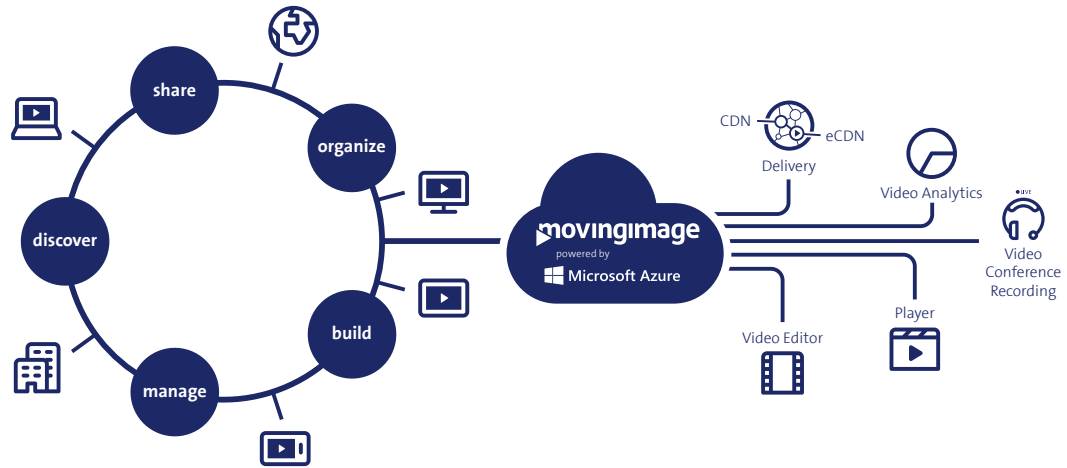 share
organize
discover
build
manage
movingimage
powered by
Microsoft Azure
CDN
eCDN
Delivery
Video Analytics
LIVE
Video
Conference
Recording
Player
Video Editor